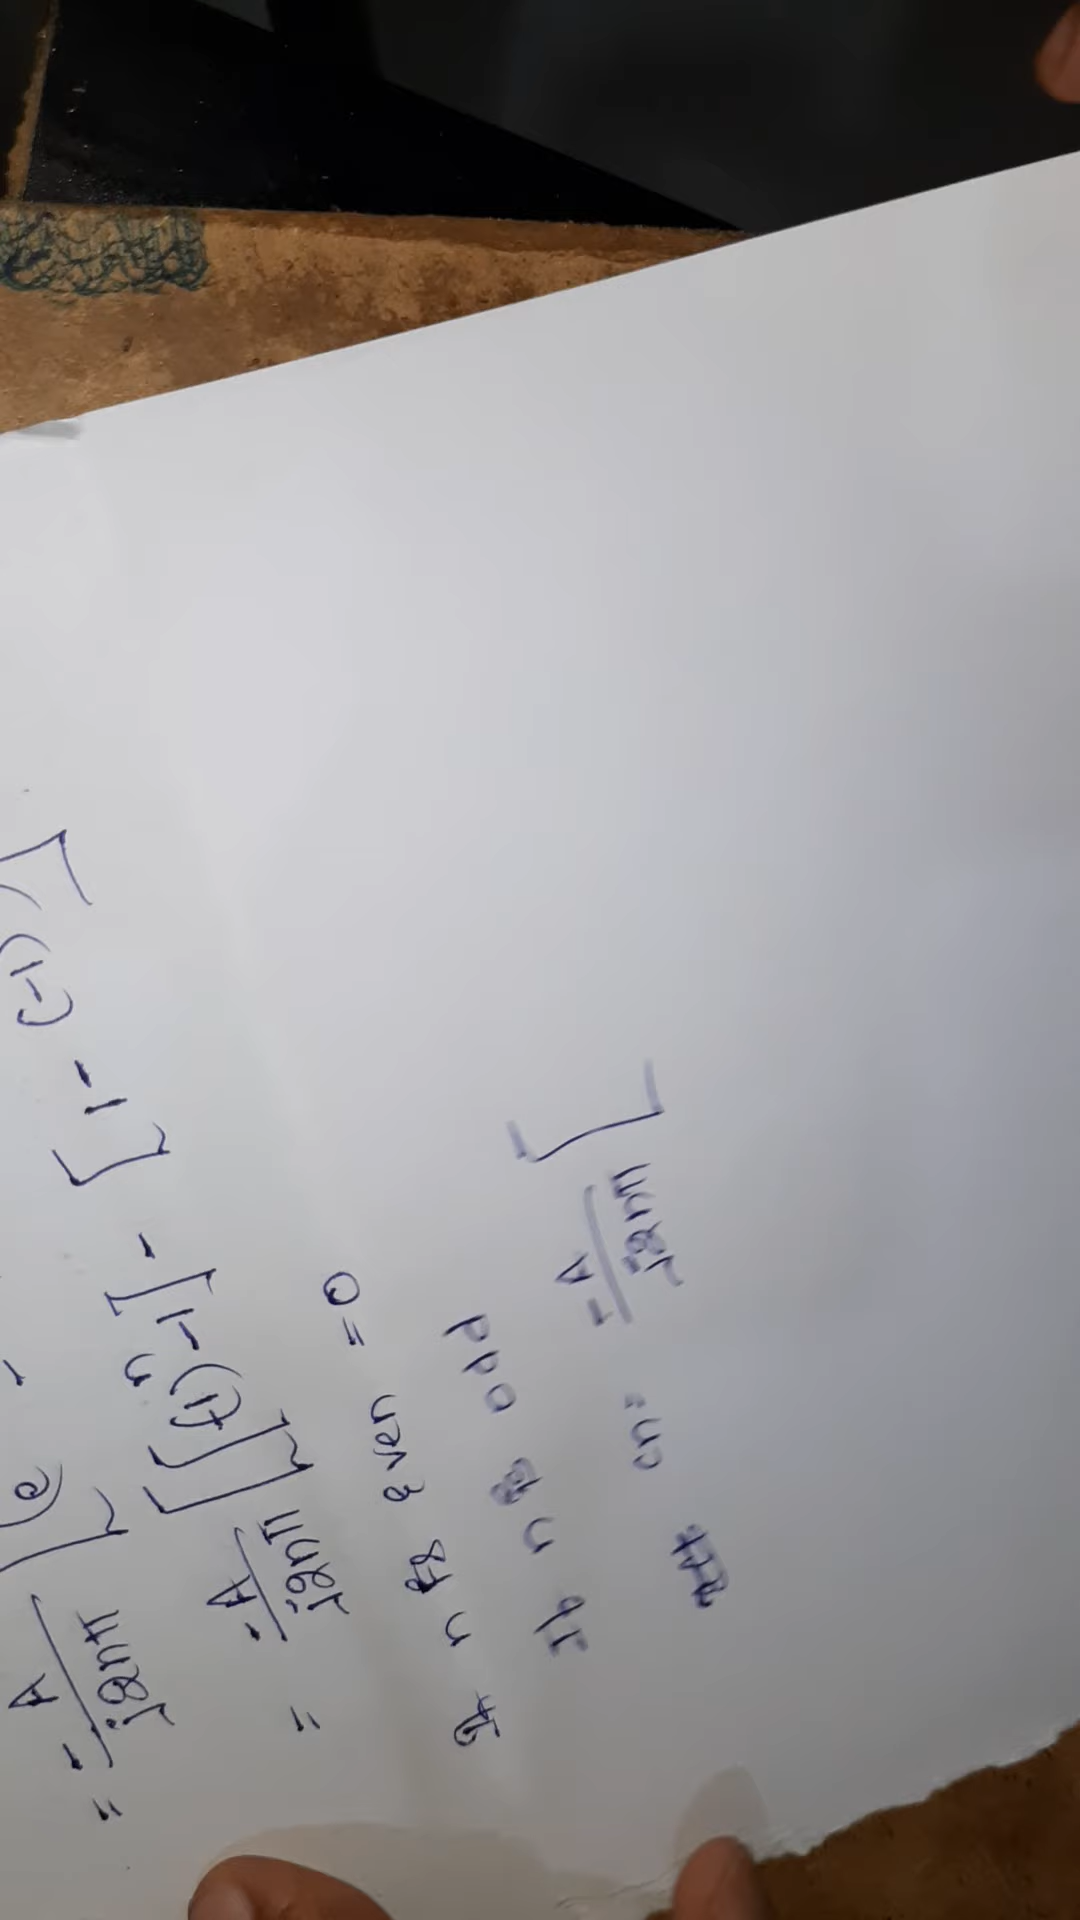 = -A/j2nπ [(e
= -A/j2nπ [[(-1)ⁿ-1] - [1-(-1)
If n is even =0
If n is odd
cn= -A/j2nπ [